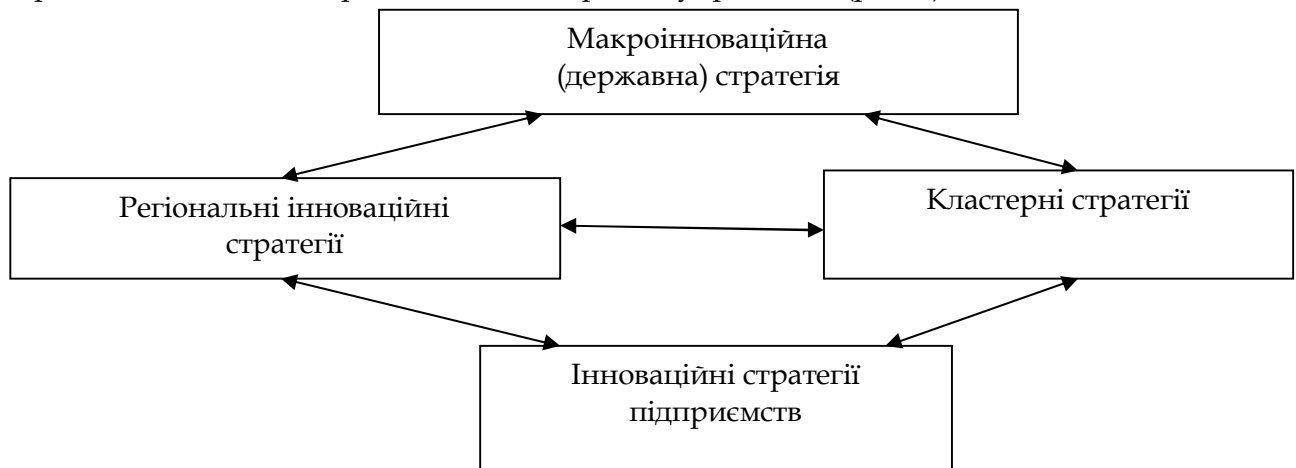 Макроінноваційна
(державна) стратегія
Регіональні інноваційні
стратегії
Кластерні стратегії
Інноваційні стратегії
підприємств